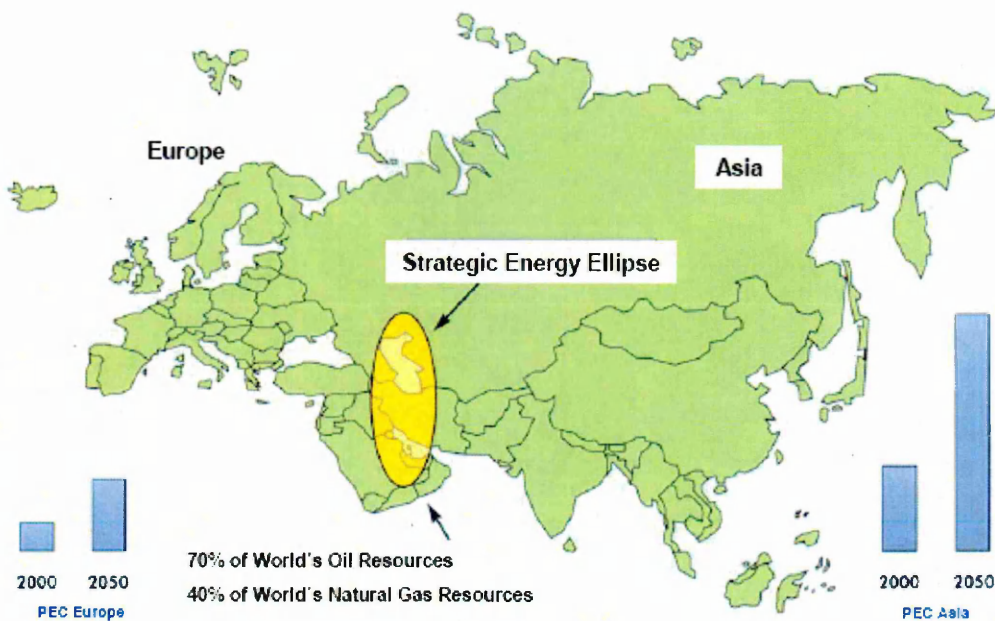 Europe
Asia
Strategic Energy Ellipse
70% of World´s Oil Resources
40% of World´s Natural Gas Resources
2000 2050
PEC Europe
2000 2050
PEC Asia